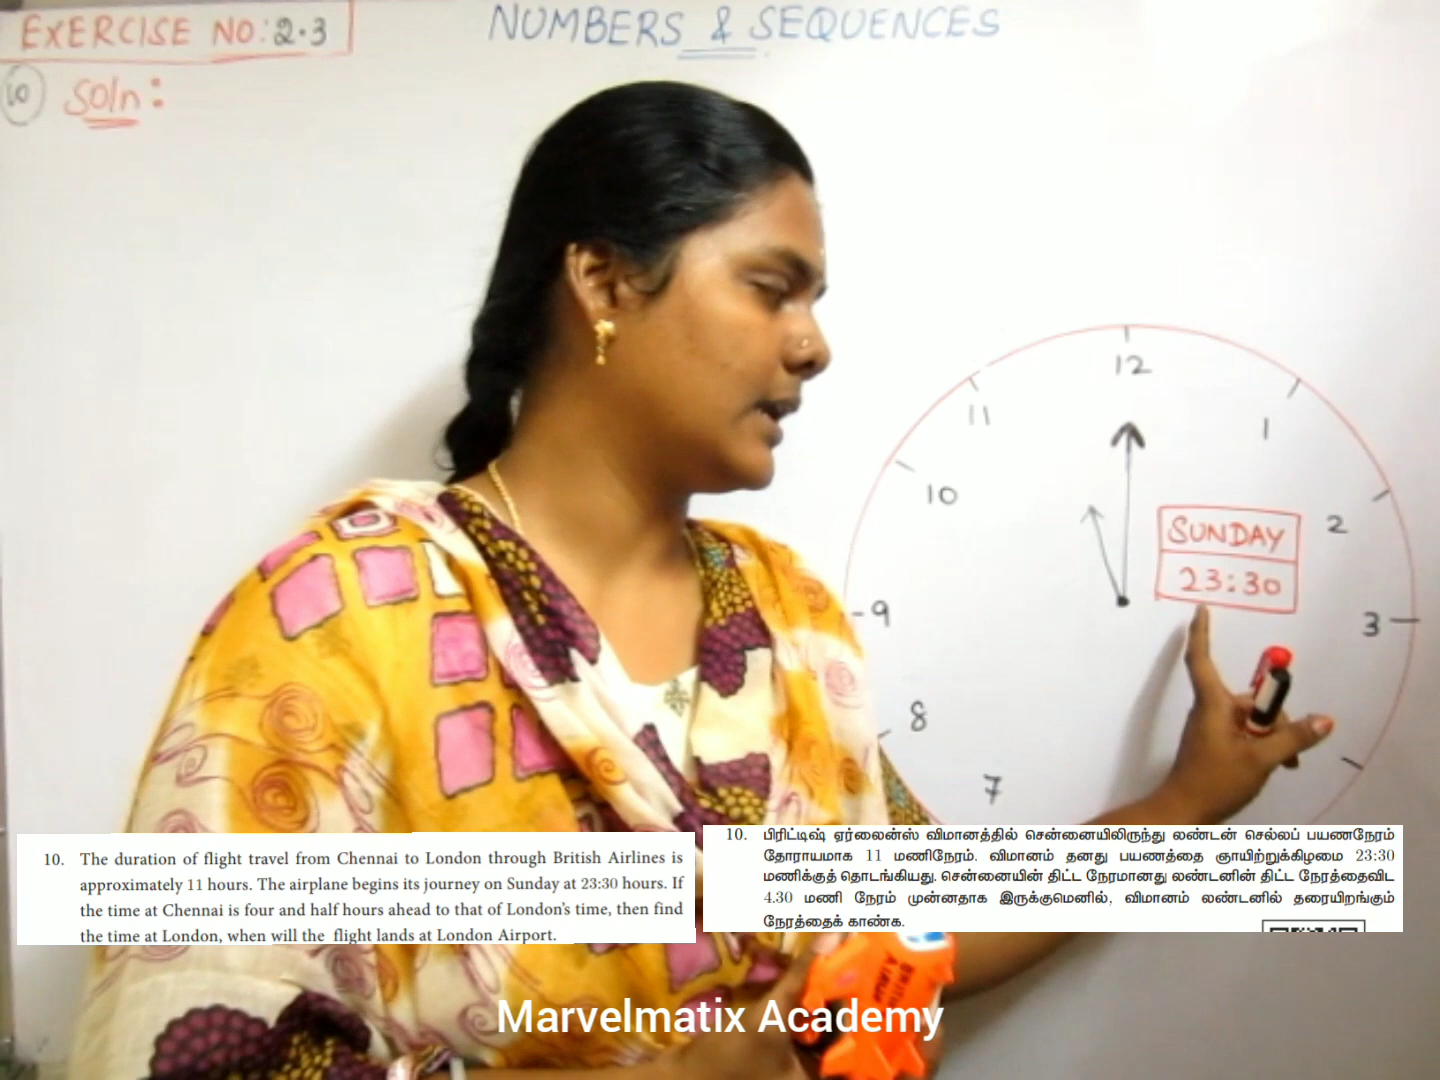 EXERCISE NO: 2.3
NUMBERS & SEQUENCES
10 Soln:
12
11
1
10
2
SUNDAY
23:30
9
3
8
7
10. The duration of flight travel from Chennai to London through British Airlines is
approximately 11 hours. The airplane begins its journey on Sunday at 23:30 hours. If
the time at Chennai is four and half hours ahead to that of London's time, then find
the time at London, when will the flight lands at London Airport.
10. பிரிட்டிஷ் ஏர்லைன்ஸ் விமானத்தில் சென்னையிலிருந்து லண்டன் செல்லப் பயணநேரம்
தோராயமாக 11 மணிநேரம். விமானம் தனது பயணத்தை ஞாயிற்றுக்கிழமை 23:30
மணிக்குத் தொடங்கியது. சென்னையின் திட்ட நேரமானது லண்டனின் திட்ட நேரத்தைவிட
4.30 மணி நேரம் முன்னதாக இருக்குமெனில், விமானம் லண்டனில் தரையிறங்கும்
நேரத்தைக் காண்க.
Marvelmatix Academy